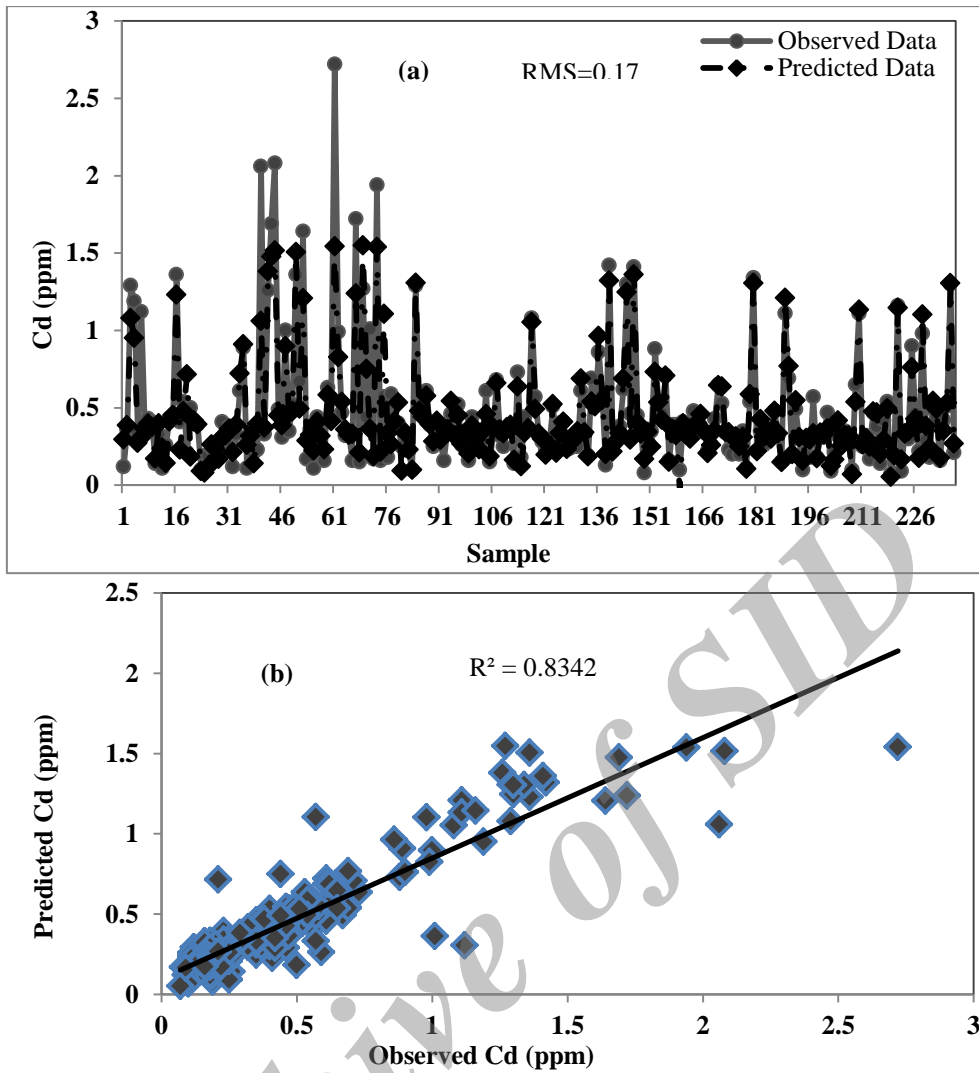 3
2.5
2
1.5
1
0.5
0
Cd (ppm)
(a)
RMS=0.17
Observed Data
Predicted Data
1 16 31 46 61 76 91 106 121 136 151 166 181 196 211 226
Sample
2.5
2
1.5
1
0.5
0
Predicted Cd (ppm)
(b)
R² = 0.8342
0 0.5 1 1.5 2 2.5 3
Observed Cd (ppm)
ive of SID